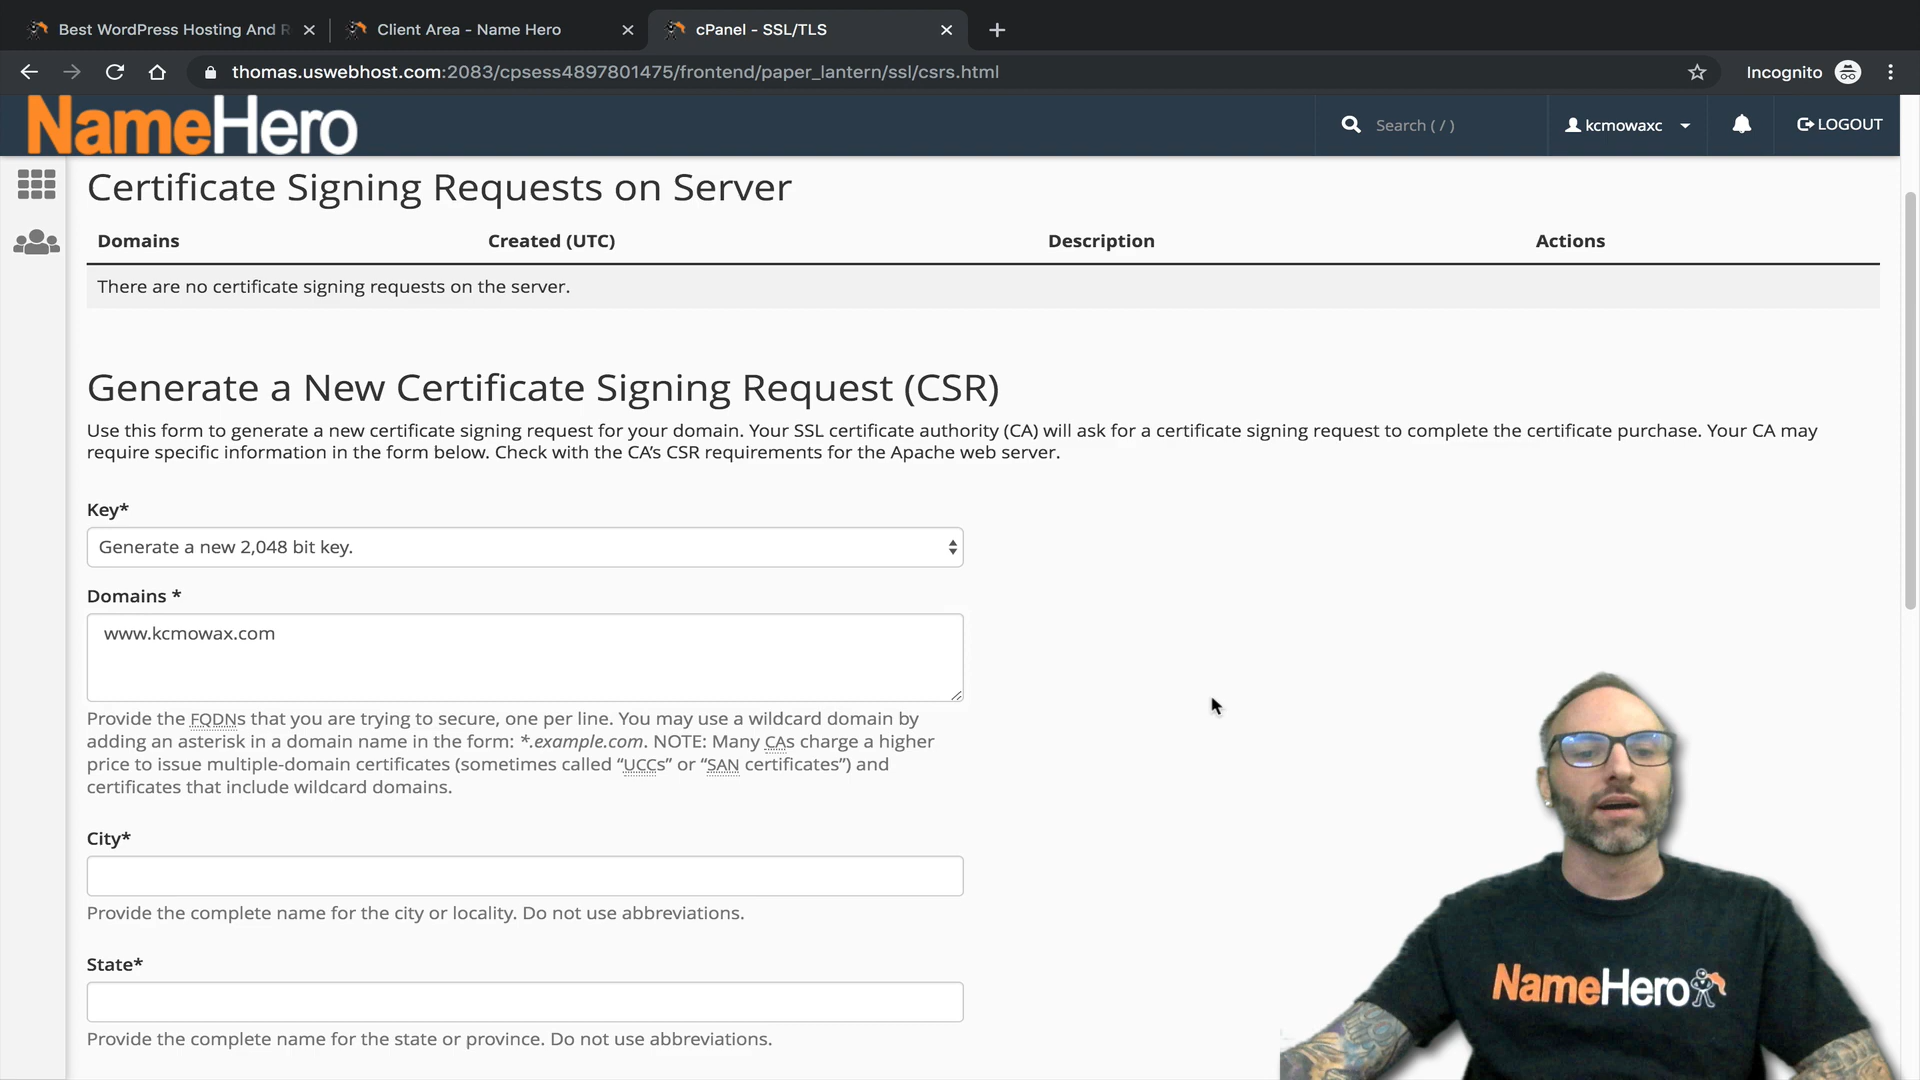 Best WordPress Hosting And R
Client Area - Name Hero
cPanel - SSL/TLS
thomas.uswebhost.com:2083/cpsess4897801475/frontend/paper_lantern/ssl/csrs.html
Incognito
NameHero
Search ( / )
kcmowaxc
LOGOUT
Certificate Signing Requests on Server
Domains Created (UTC) Description Actions
There are no certificate signing requests on the server.
Generate a New Certificate Signing Request (CSR)
Use this form to generate a new certificate signing request for your domain. Your SSL certificate authority (CA) will ask for a certificate signing request to complete the certificate purchase. Your CA may
require specific information in the form below. Check with the CA’s CSR requirements for the Apache web server.
Key*
Generate a new 2,048 bit key.
Domains *
www.kcmowax.com
Provide the FQDNs that you are trying to secure, one per line. You may use a wildcard domain by
adding an asterisk in a domain name in the form: *.example.com. NOTE: Many CAs charge a higher
price to issue multiple-domain certificates (sometimes called “UCCs” or “SAN certificates”) and
certificates that include wildcard domains.
City*
Provide the complete name for the city or locality. Do not use abbreviations.
State*
Provide the complete name for the state or province. Do not use abbreviations.
NameHero